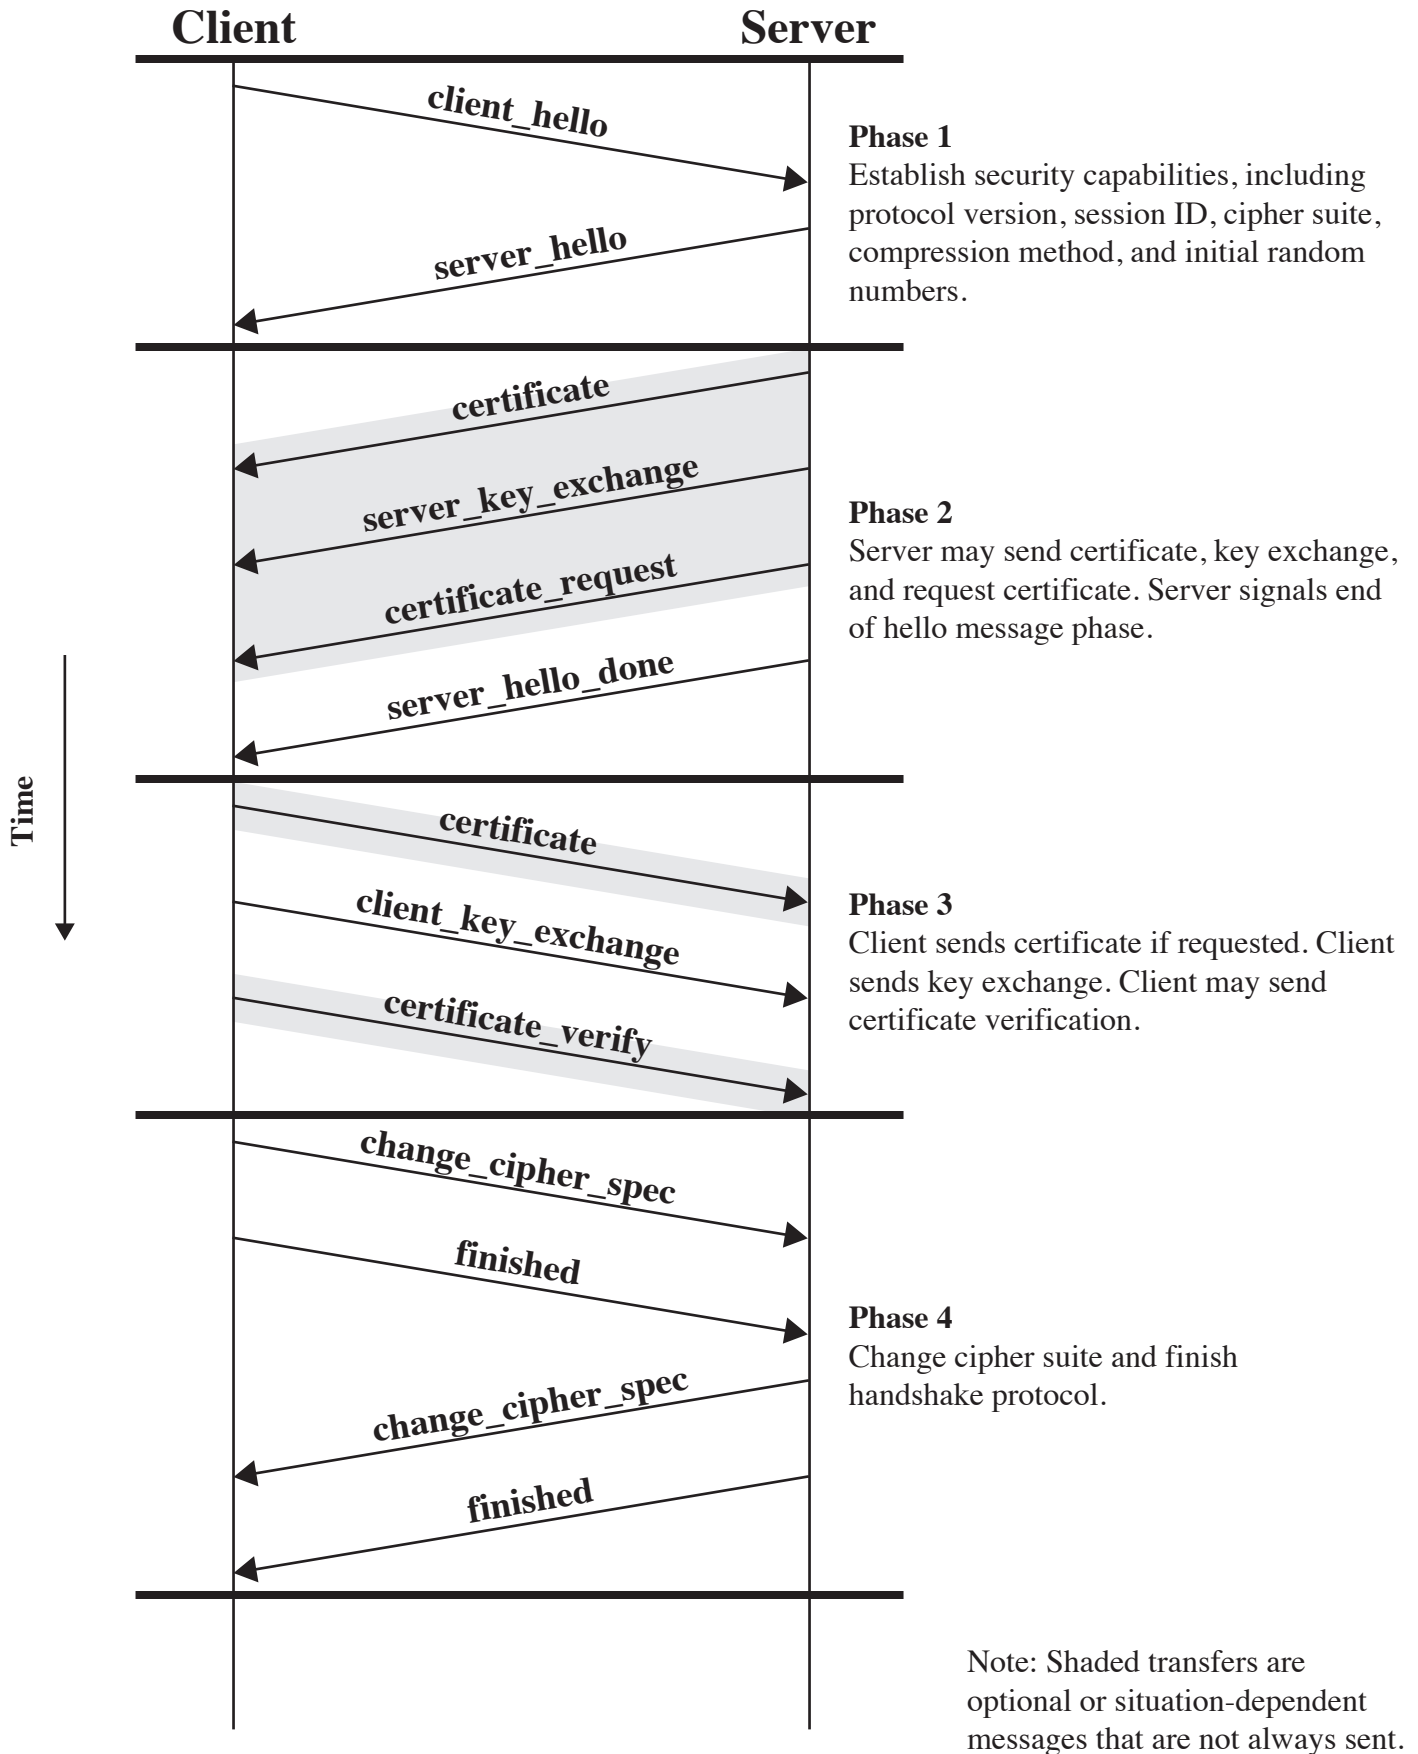 Client
Server
client_hello
Phase 1
Establish security capabilities, including
protocol version, session ID, cipher suite,
compression method, and initial random
numbers.
server_hello
certificate
server_key_exchange
certificate_request
server_hello_done
Phase 2
Server may send certificate, key exchange,
and request certificate. Server signals end
of hello message phase.
Time
certificate
client_key_exchange
certificate_verify
Phase 3
Client sends certificate if requested. Client
sends key exchange. Client may send
certificate verification.
change_cipher_spec
finished
change_cipher_spec
finished
Phase 4
Change cipher suite and finish
handshake protocol.
Note: Shaded transfers are
optional or situation-dependent
messages that are not always sent.